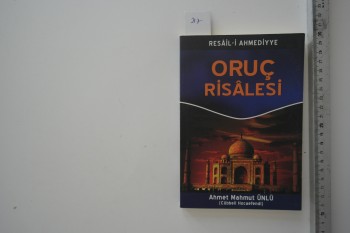 RESÂİL-İ AHMEDİYYE
ORUÇ
RİSÂLESİ
Ahmet Mahmut ÜNLÜ
(Cübbeli Hocaefendi)